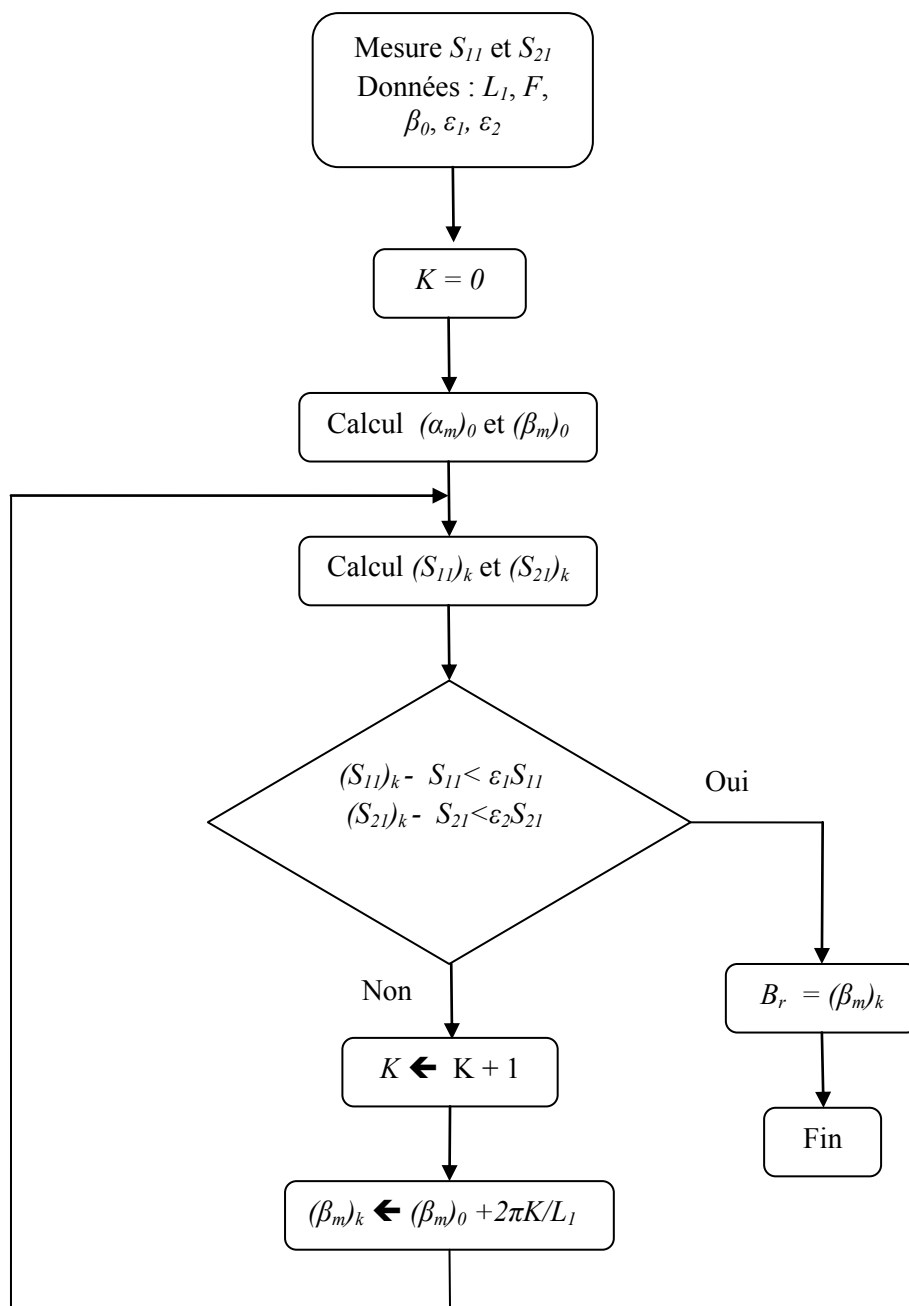 Mesure S₁₁ et S₂₁
Données : L₁, F,
β₀, ε₁, ε₂
K = 0
Calcul (αₘ)₀ et (βₘ)₀
Calcul (S₁₁)ₖ et (S₂₁)ₖ
(S₁₁)ₖ - S₁₁< ε₁S₁₁
(S₂₁)ₖ - S₂₁<ε₂S₂₁
Oui
Non
Bᵣ = (βₘ)ₖ
K 🡸 K + 1
Fin
(βₘ)ₖ 🡸 (βₘ)₀ +2πK/L₁